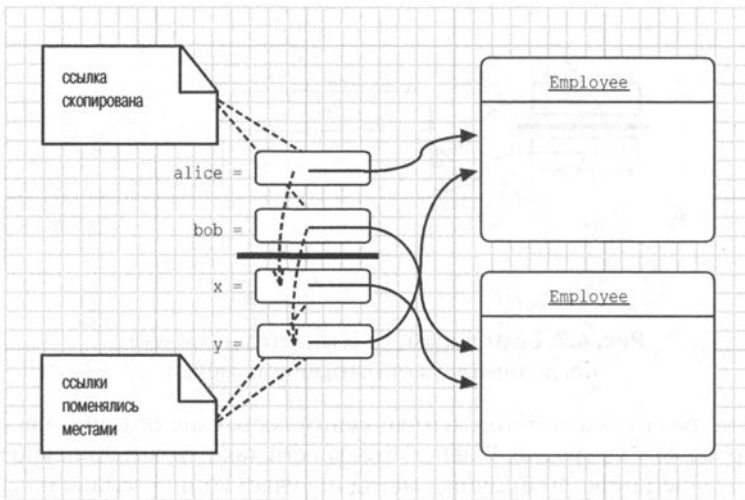 ссылка
скопирована
Employee
alice =
bob =
x =
y =
Employee
ссылки
поменялись
местами